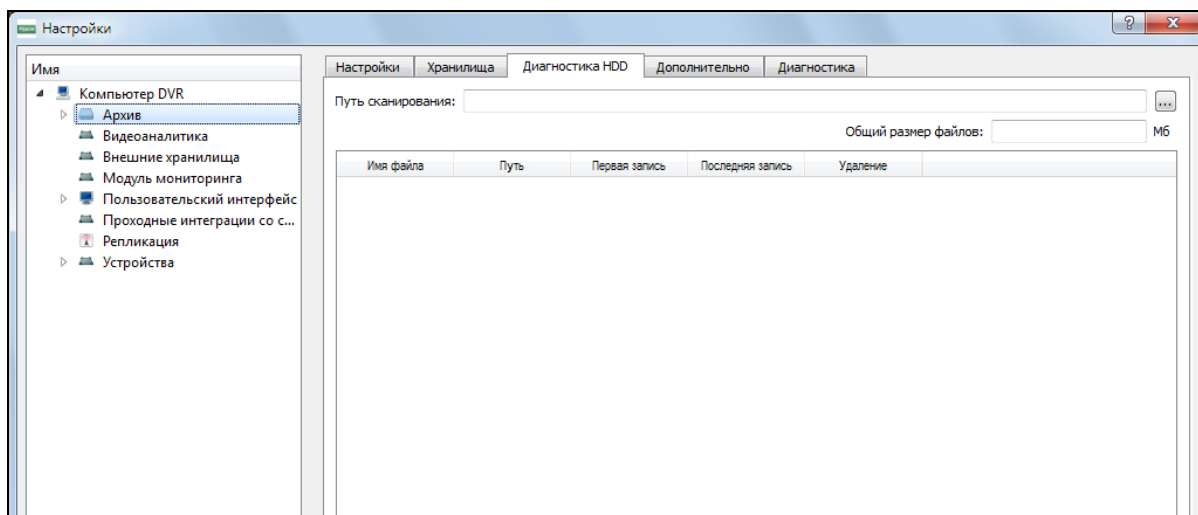 Настройки
Имя
Компьютер DVR
Архив
Видеоаналитика
Внешние хранилища
Модуль мониторинга
Пользовательский интерфейс
Проходные интеграции со с...
Репликация
Устройства
Настройки Хранилища Диагностика HDD Дополнительно Диагностика
Путь сканирования: ...
Общий размер файлов: Мб
Имя файла Путь Первая запись Последняя запись Удаление